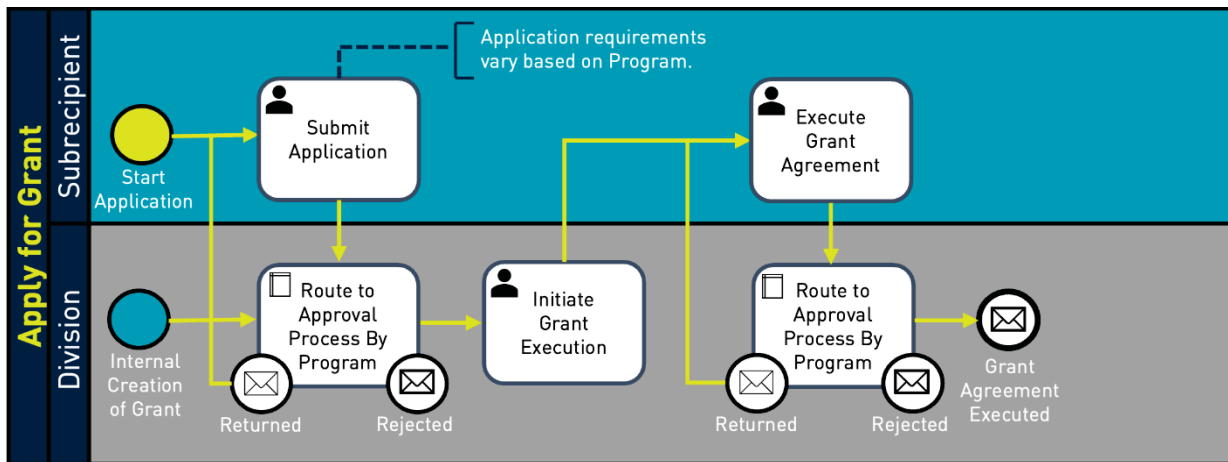 Apply for Grant
Subrecipient
Application requirements
vary based on Program.
Start
Application
Submit
Application
Execute
Grant
Agreement
Division
Internal
Creation
of Grant
Route to
Approval
Process By
Program
Returned
Rejected
Initiate
Grant
Execution
Route to
Approval
Process By
Program
Returned
Rejected
Grant
Agreement
Executed